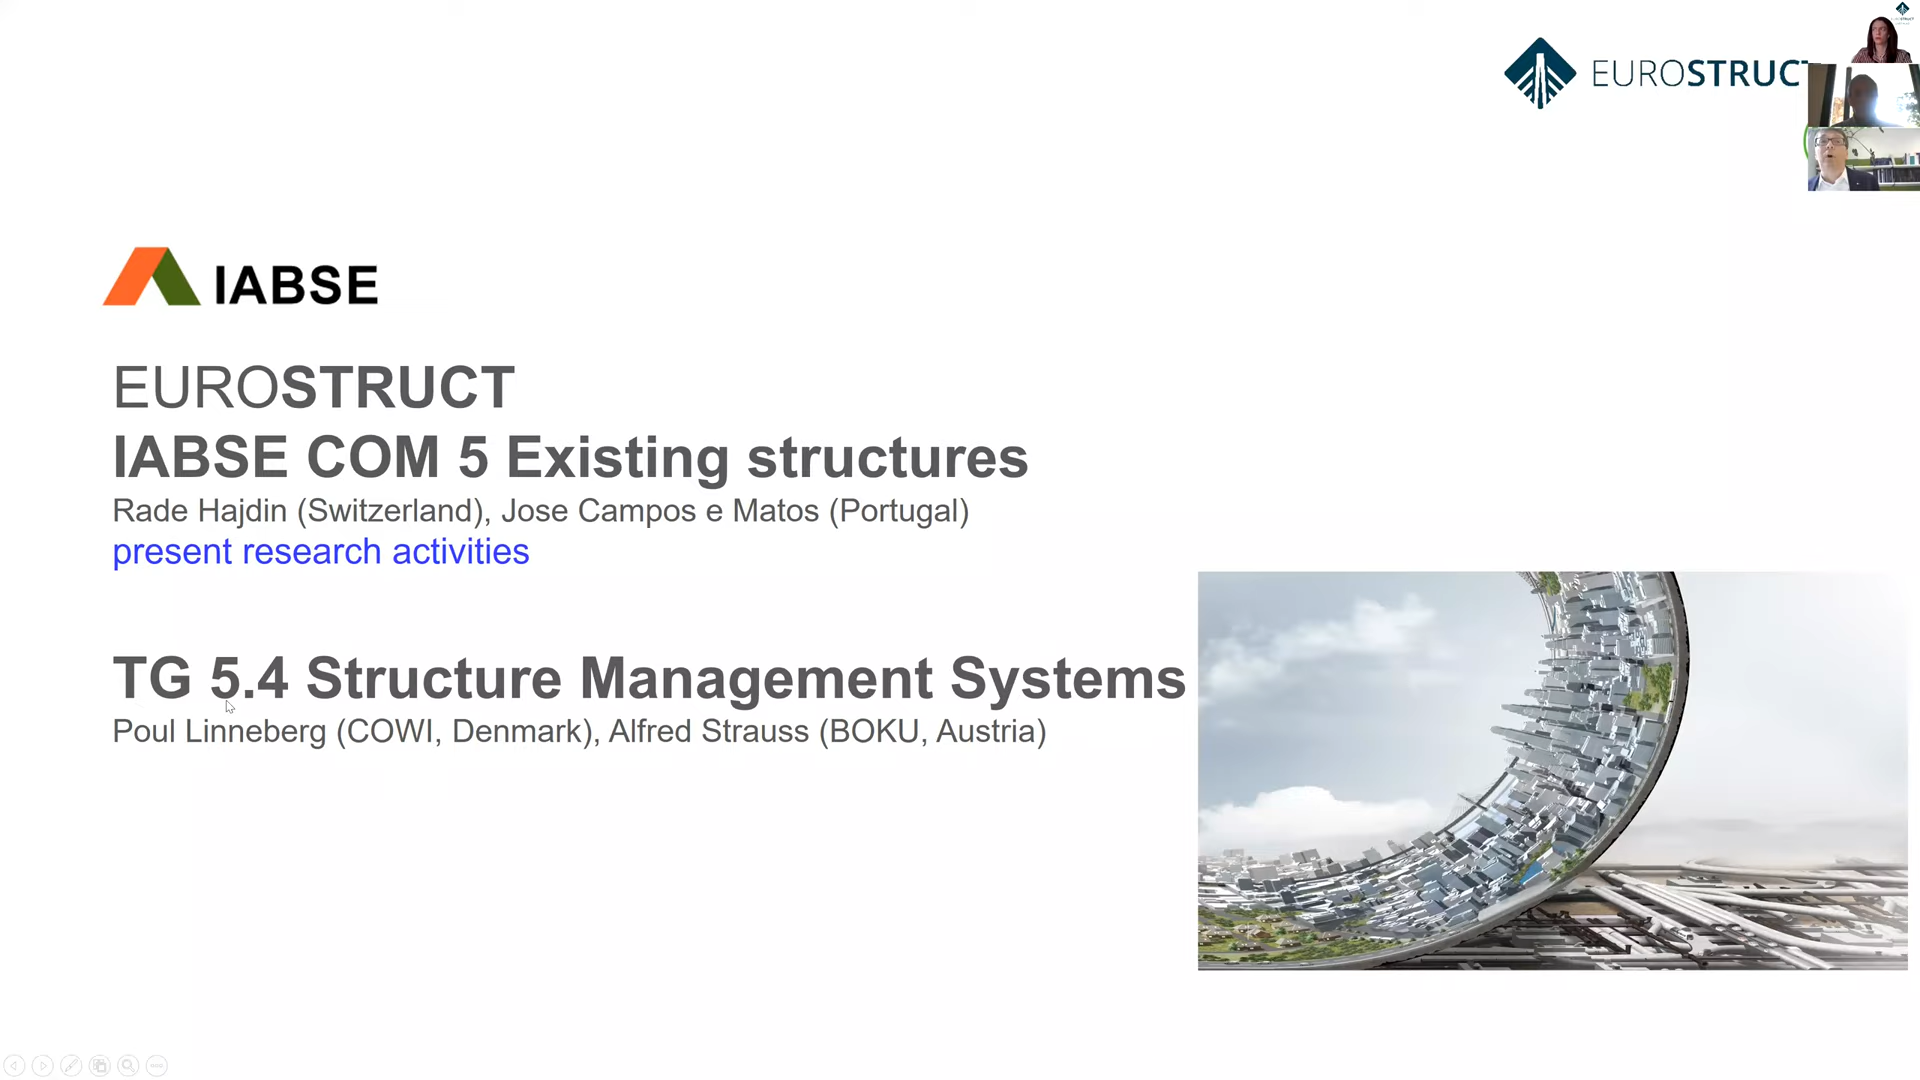 EUROSTRUCT
IABSE
EUROSTRUCT
IABSE COM 5 Existing structures
Rade Hajdin (Switzerland), Jose Campos e Matos (Portugal)
present research activities
TG 5.4 Structure Management Systems
Poul Linneberg (COWI, Denmark), Alfred Strauss (BOKU, Austria)